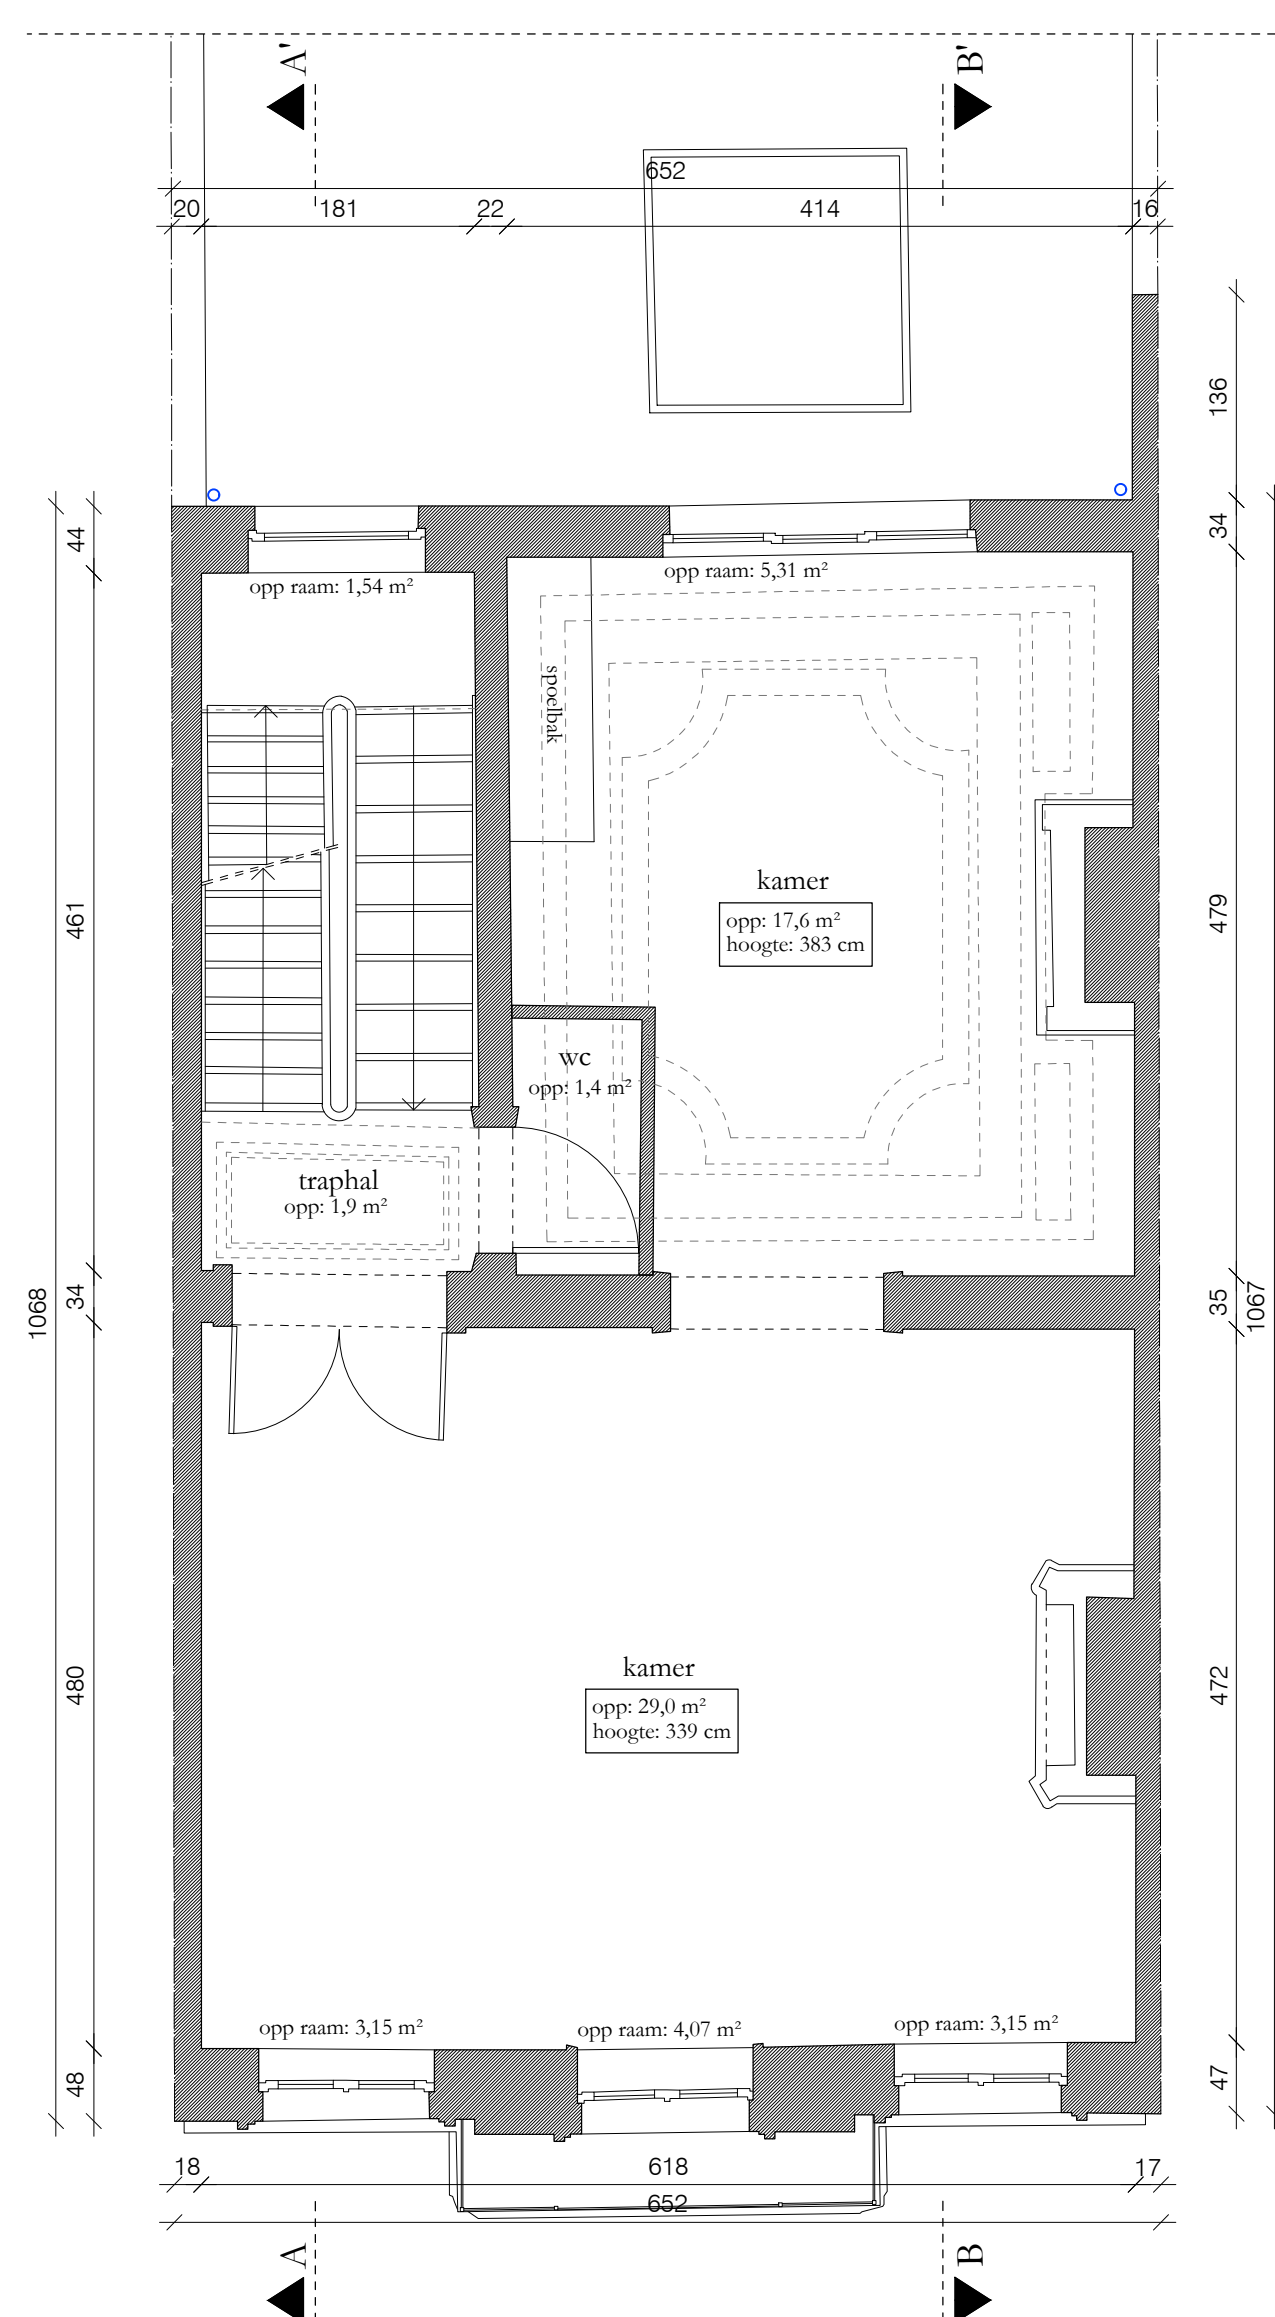 A'
B'
652
20
181
22
414
16
136
44
34
opp raam: 1,54 m²
opp raam: 5,31 m²
spoelbak
kamer
opp: 17,6 m²
hoogte: 383 cm
461
479
wc
opp: 1,4 m²
traphal
opp: 1,9 m²
1068
34
35
1067
kamer
opp: 29,0 m²
hoogte: 339 cm
480
472
opp raam: 3,15 m²
opp raam: 4,07 m²
opp raam: 3,15 m²
48
47
18
618
17
652
A
B